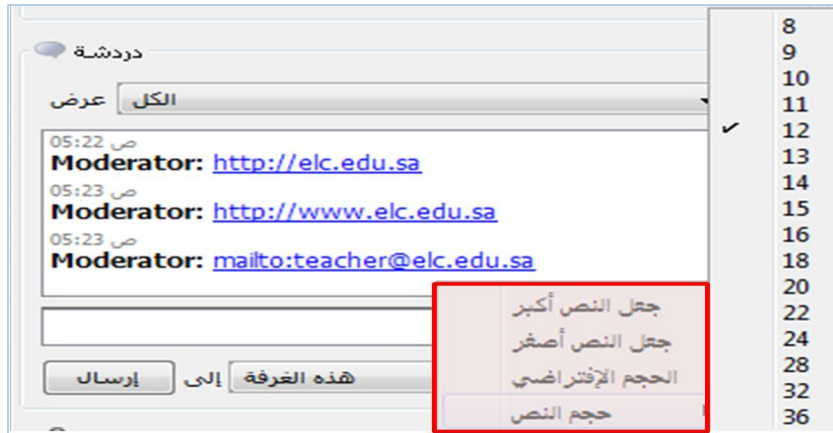 دردشة
عرض الكل
05:22 ص
Moderator: http://elc.edu.sa
05:23 ص
Moderator: http://www.elc.edu.sa
05:23 ص
Moderator: mailto:teacher@elc.edu.sa
إرسال إلى هذه الغرفة
جعل النص أكبر
جعل النص أصغر
الحجم الإفتراضي
حجم النص
8
9
10
11
✔ 12
13
14
15
16
18
20
22
24
28
32
36